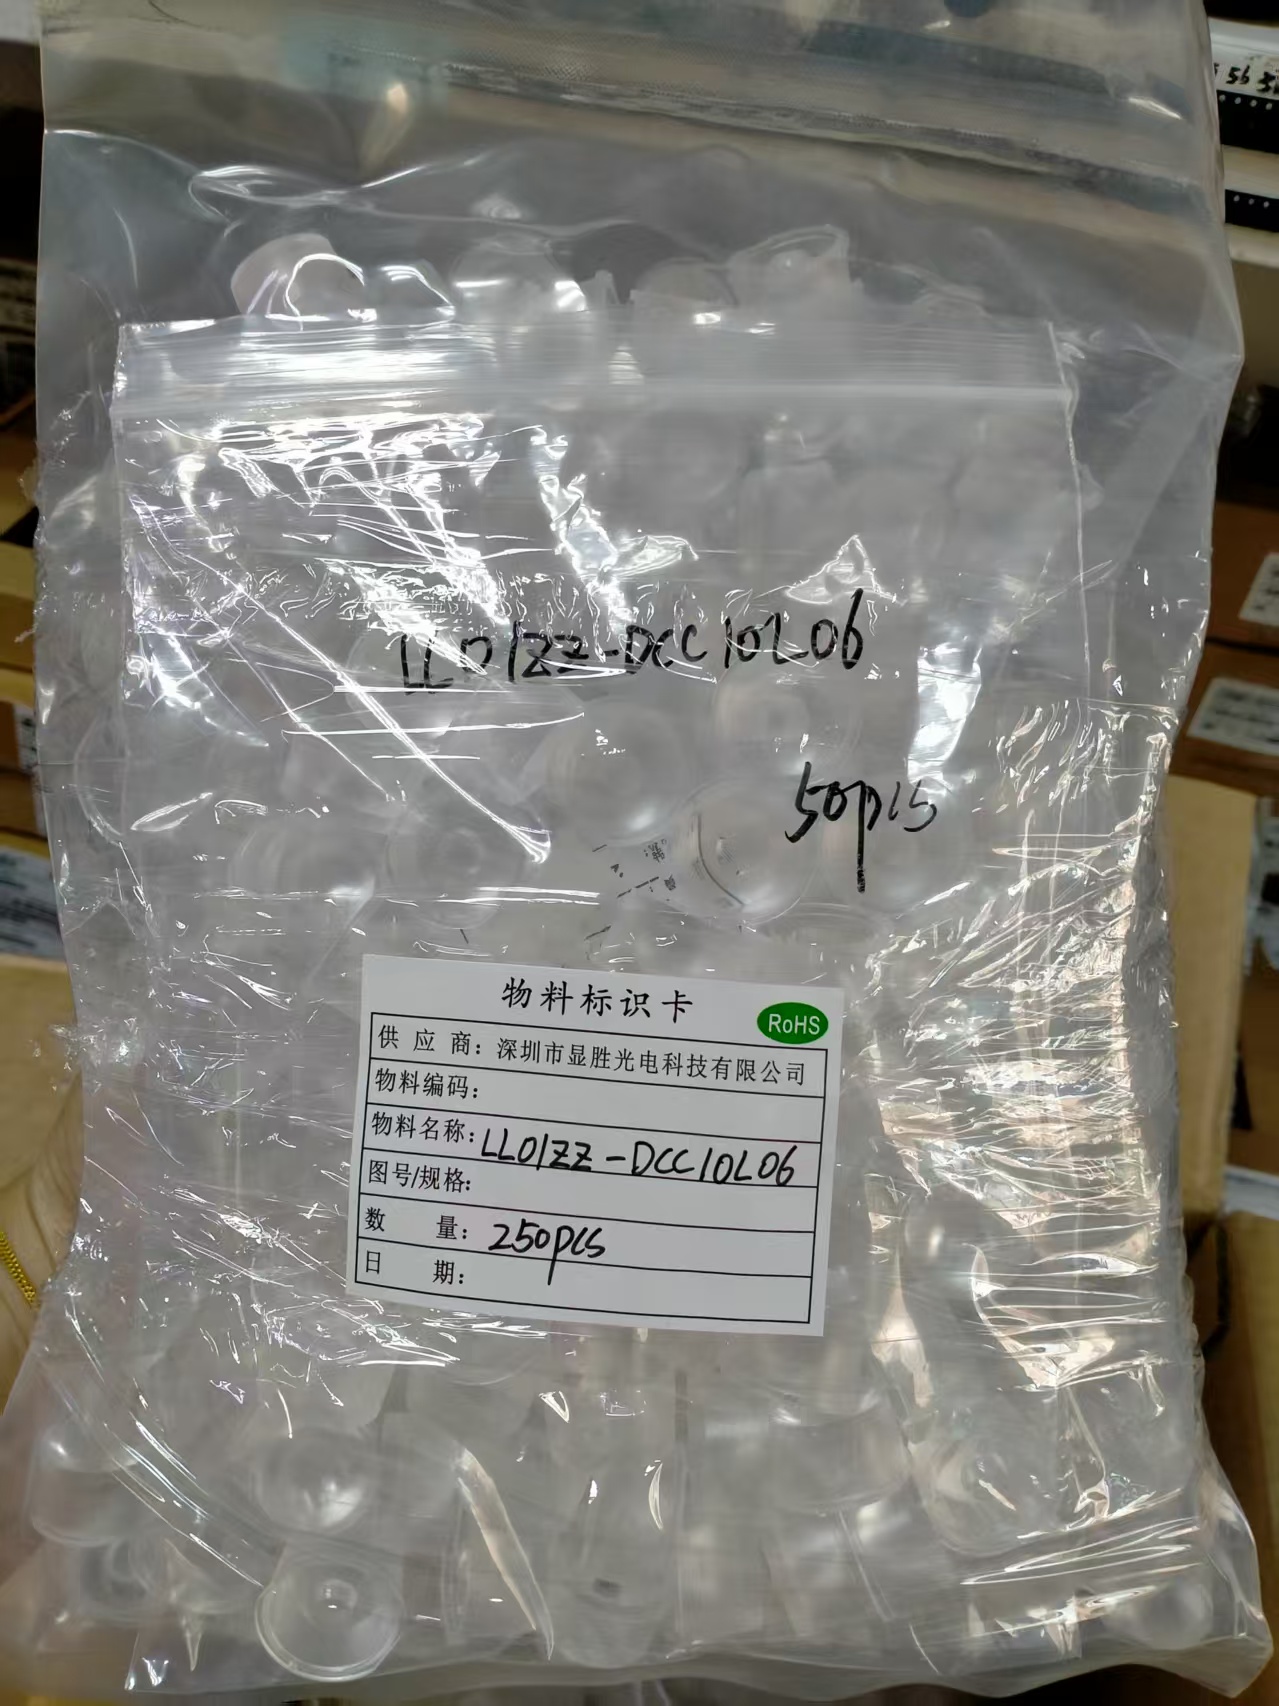 56
LL01ZZ-DCC10L06
50pcs
物料标识卡
RoHS
供应商：深圳市显胜光电科技有限公司
物料编码：
物料名称：LL01ZZ-DCC10L06
图号/规格：
数量：250pcs
日期：